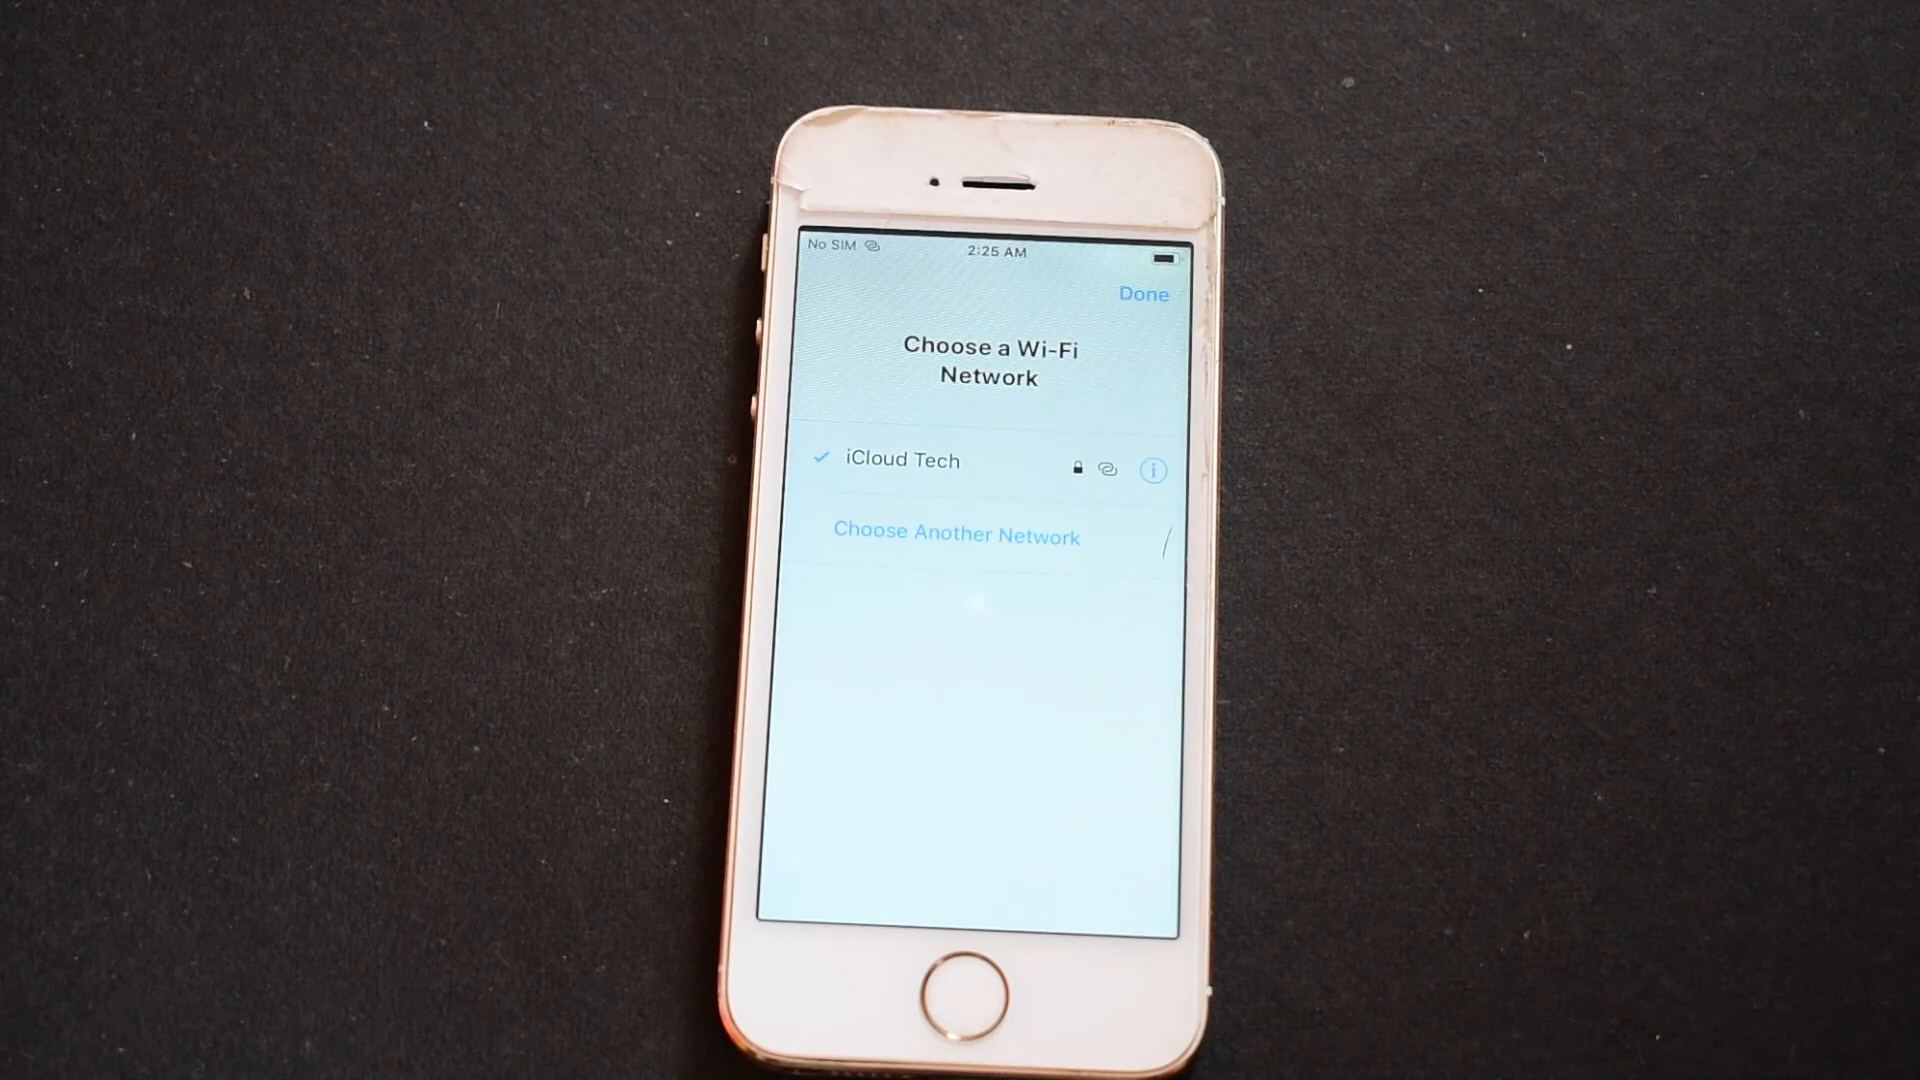 No SIM
2:25 AM
Done
Choose a Wi-Fi
Network
iCloud Tech
Choose Another Network